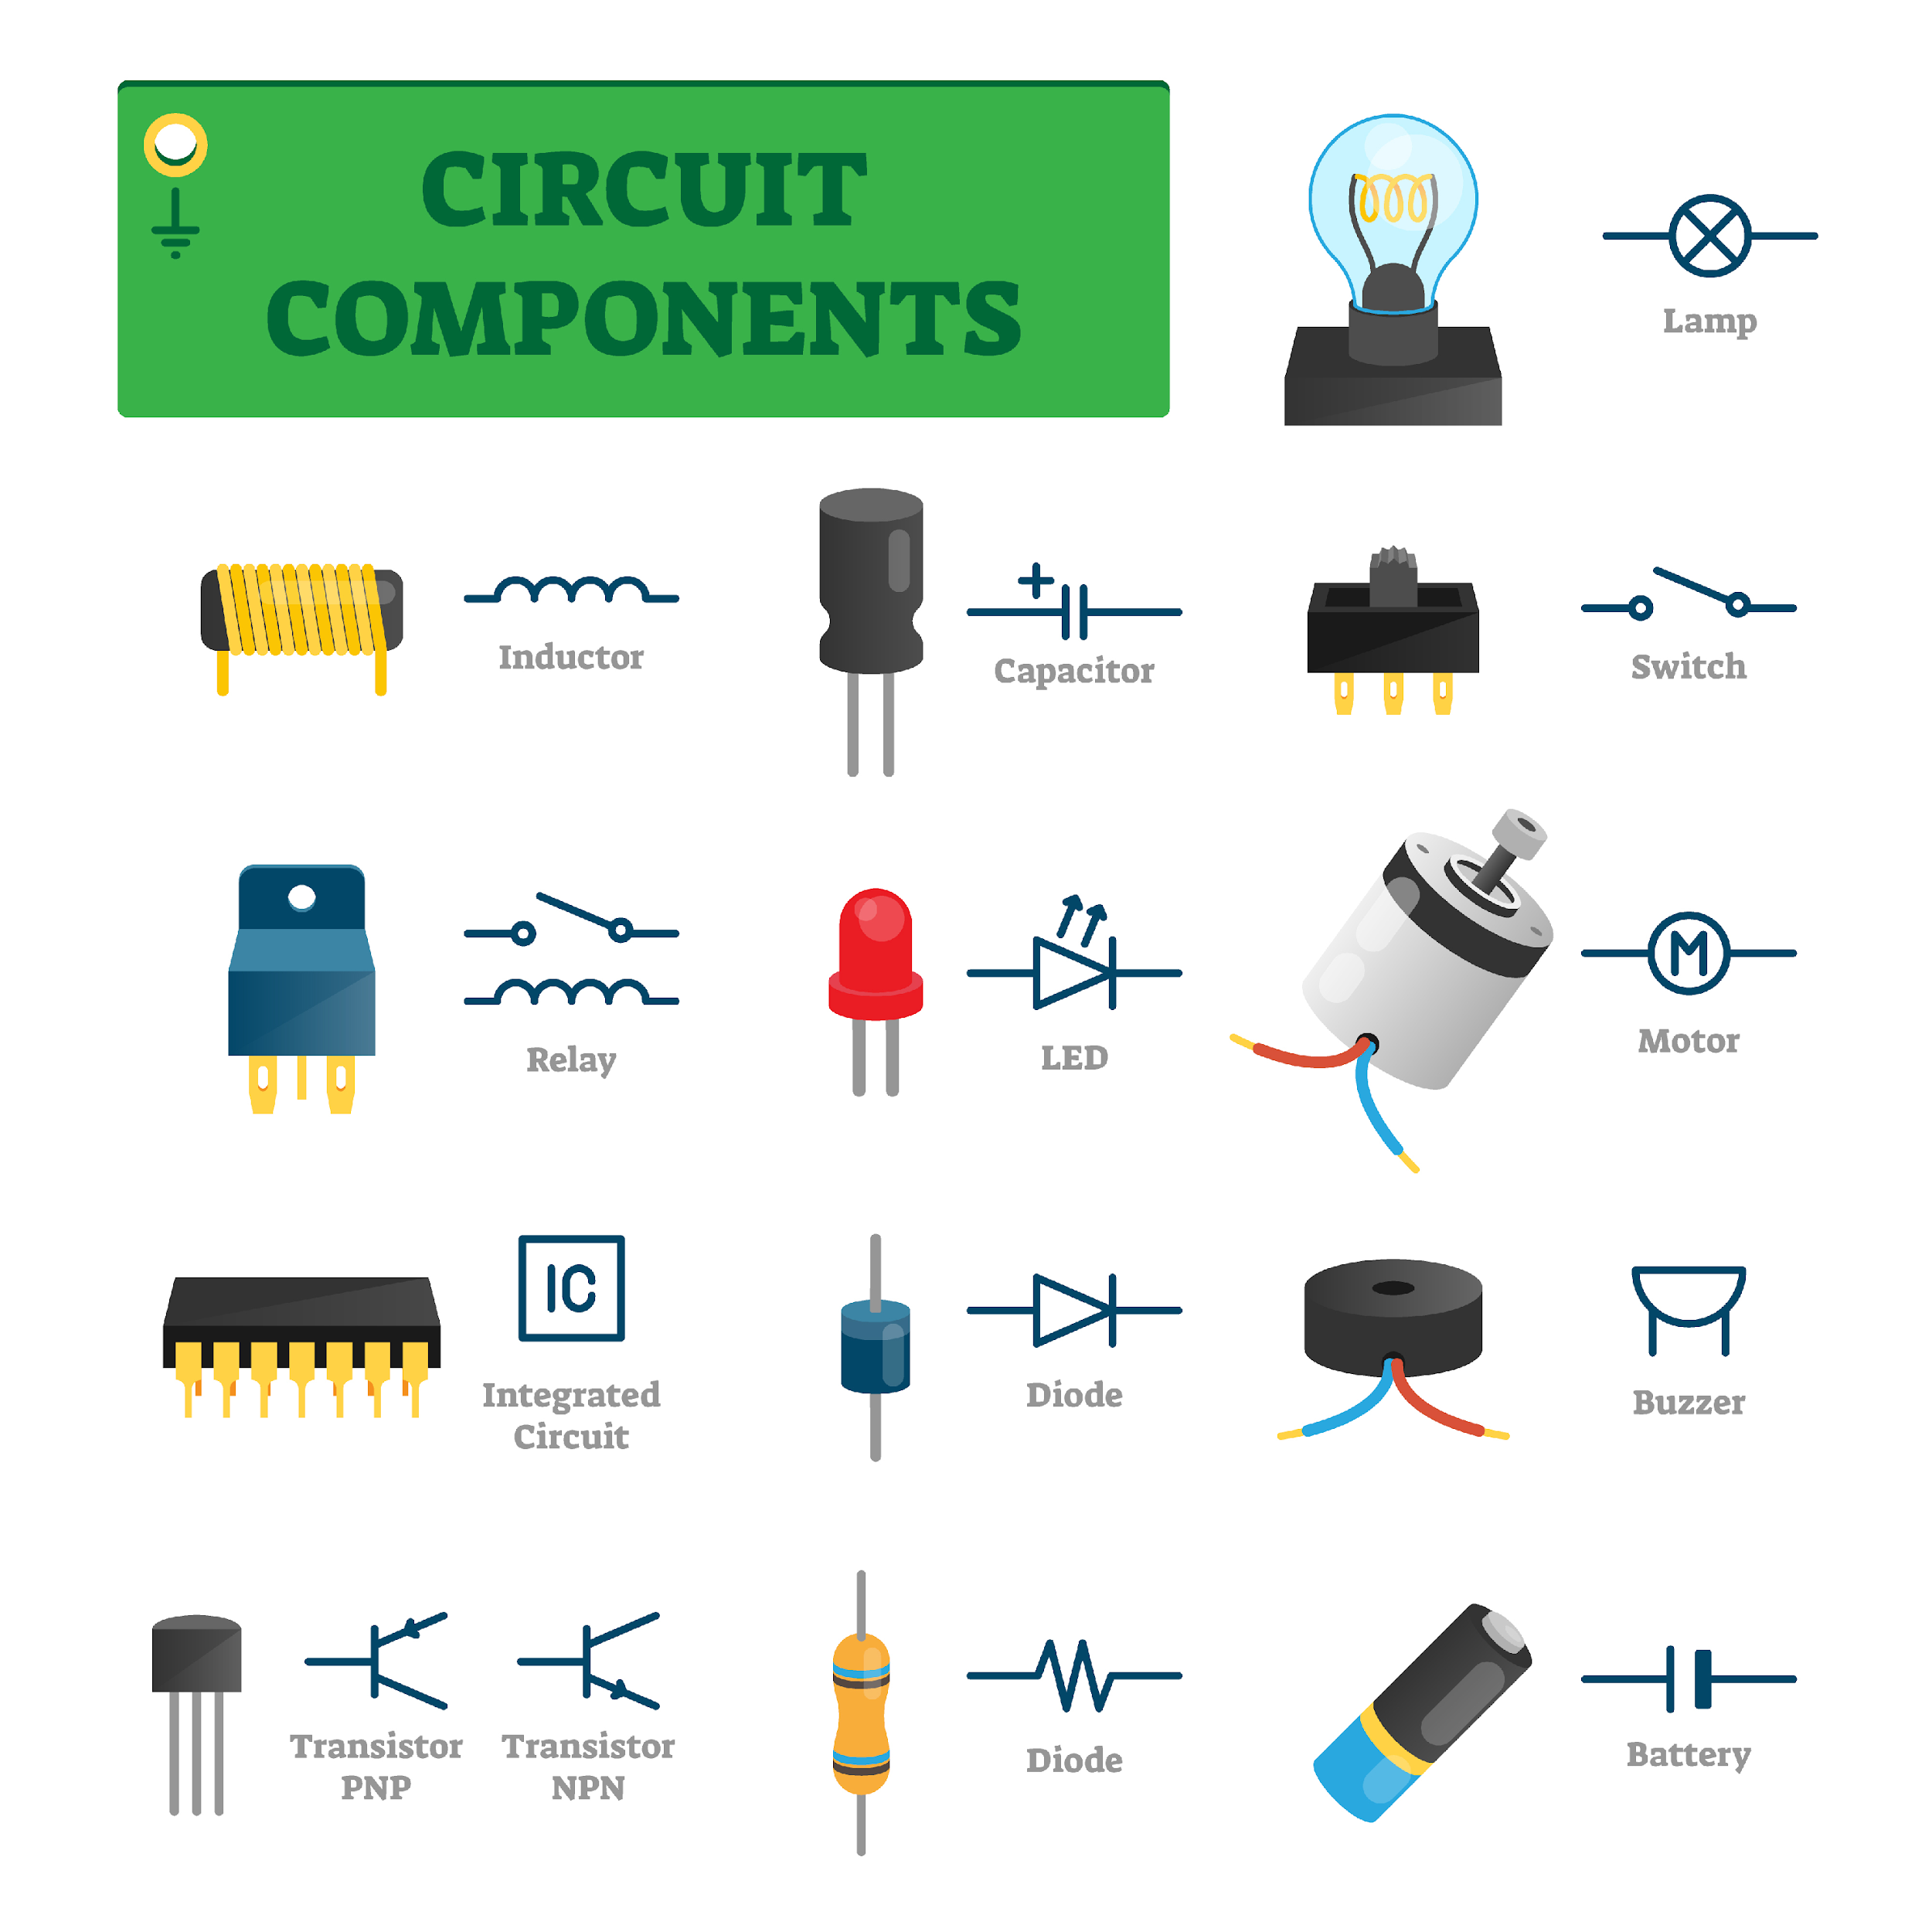 CIRCUIT
COMPONENTS
Lamp
Inductor
+
Capacitor
Switch
Relay
LED
M
Motor
IC
Integrated
Circuit
Diode
Buzzer
Transistor
PNP
Transistor
NPN
Diode
Battery